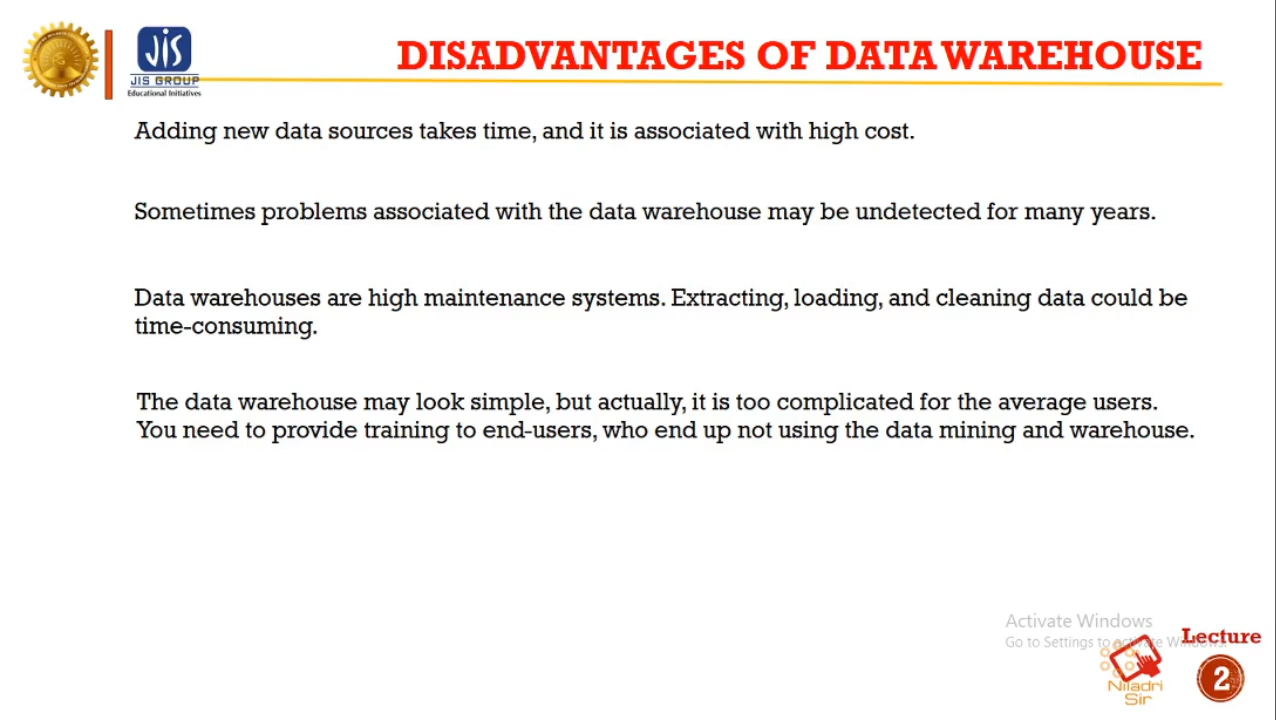 JIS
JIS GROUP
Educational Initiatives
DISADVANTAGES OF DATA WAREHOUSE
Adding new data sources takes time, and it is associated with high cost.
Sometimes problems associated with the data warehouse may be undetected for many years.
Data warehouses are high maintenance systems. Extracting, loading, and cleaning data could be
time-consuming.
The data warehouse may look simple, but actually, it is too complicated for the average users.
You need to provide training to end-users, who end up not using the data mining and warehouse.
Activate Windows
Go to Settings to activate Windows.
Lecture
2
Niladri
Sir